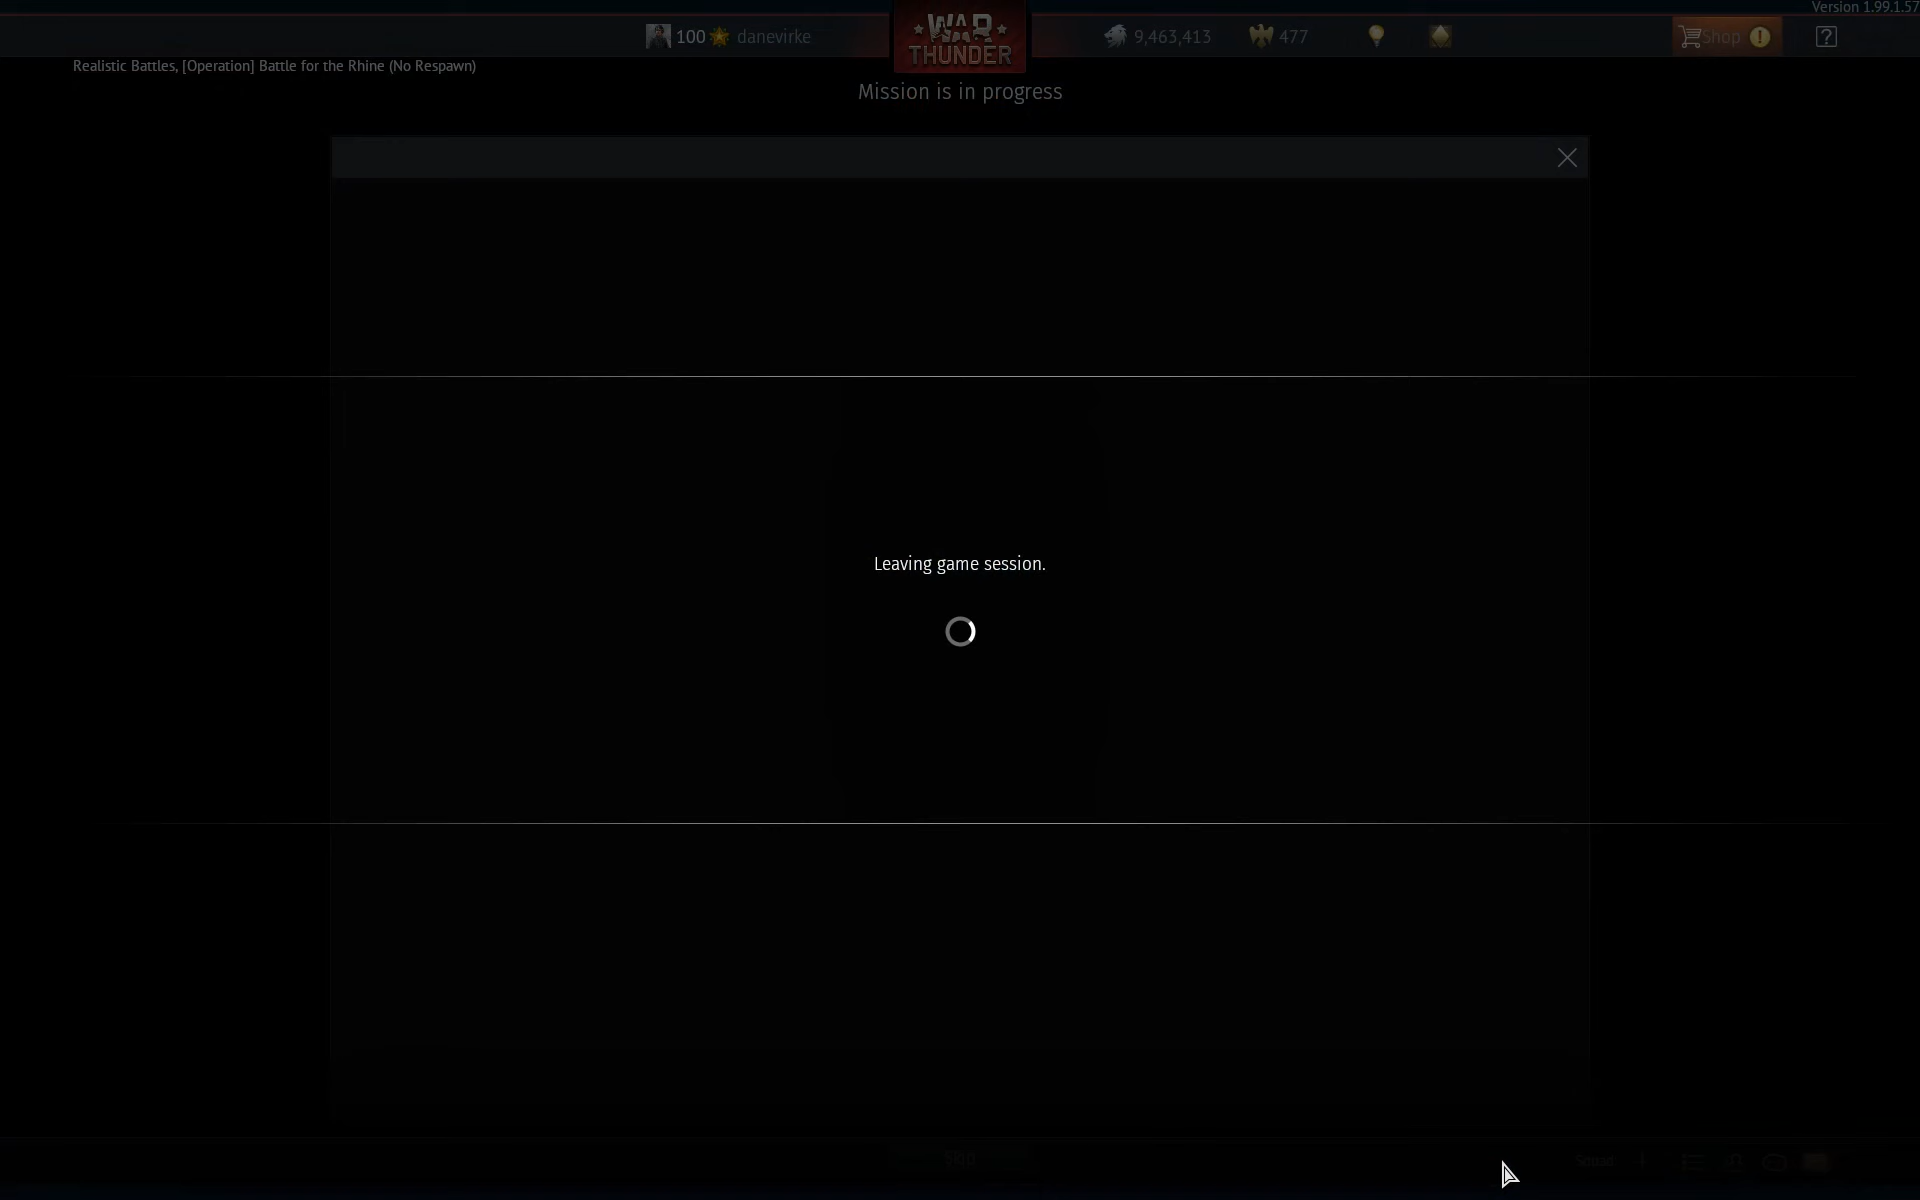 Version 1.99.1.57
100 danevirke
WAR
THUNDER
9,463,413
477
Shop
Realistic Battles, [Operation] Battle for the Rhine (No Respawn)
Mission is in progress
Leaving game session.
Squad